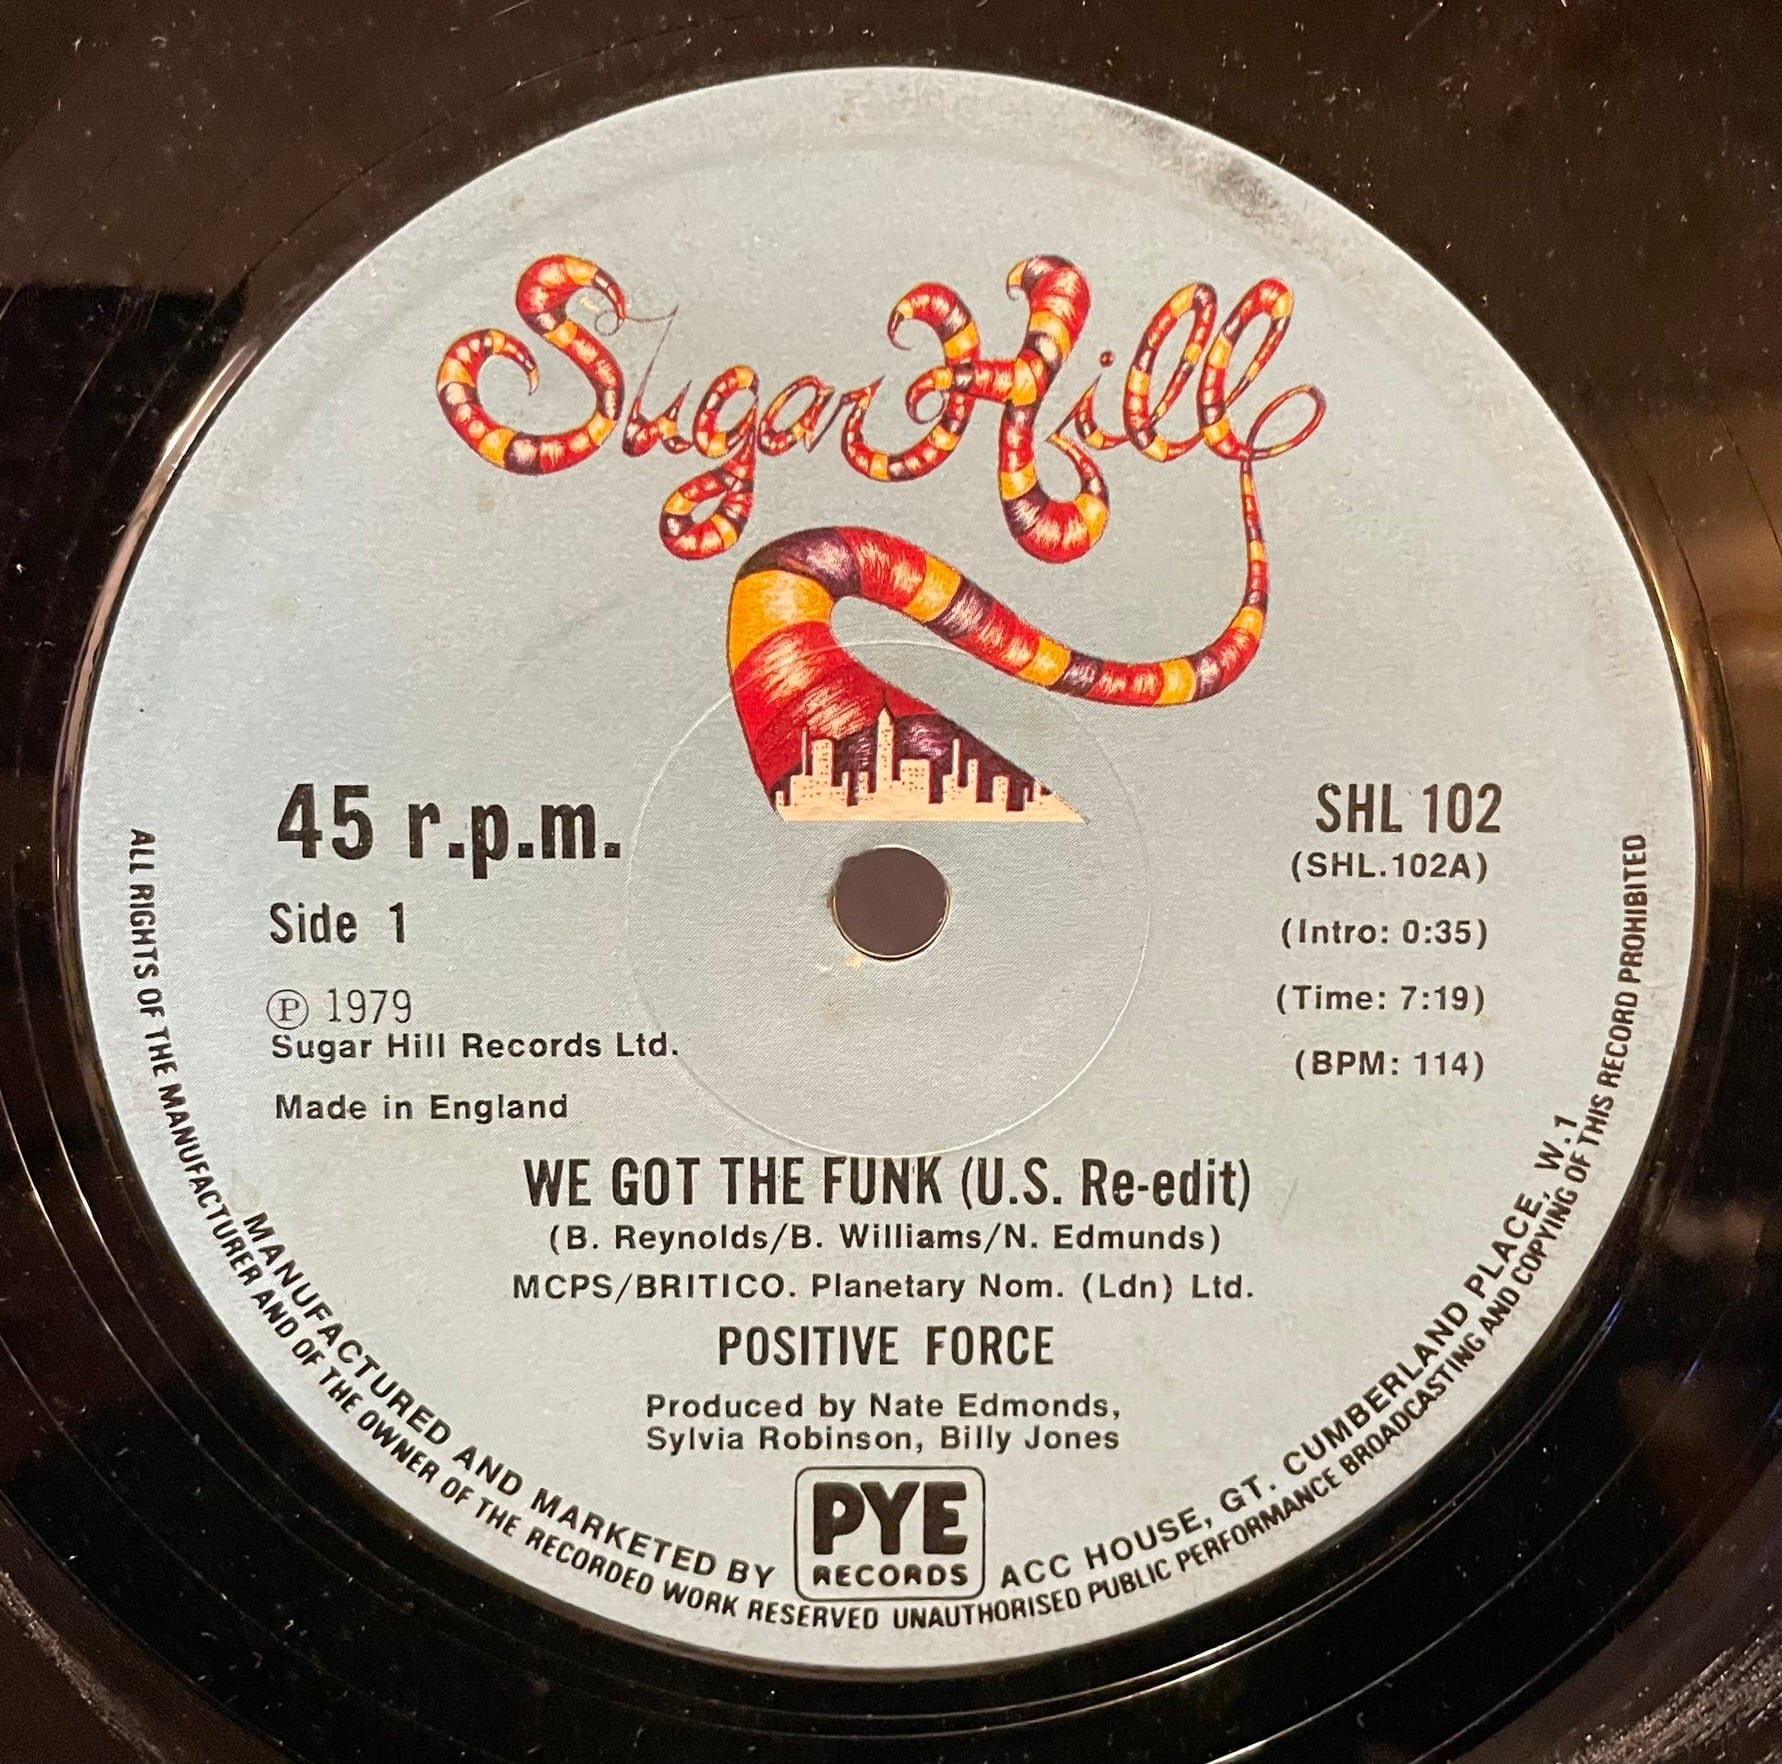 Sugar Hill
45 r.p.m.
Side 1
Ⓟ 1979
Sugar Hill Records Ltd.
Made in England
SHL 102
(SHL.102A)
(Intro: 0:35)
(Time: 7:19)
(BPM: 114)
WE GOT THE FUNK (U.S. Re-edit)
(B. Reynolds/B. Williams/N. Edmunds)
MCPS/BRITICO. Planetary Nom. (Ldn) Ltd.
POSITIVE FORCE
Produced by Nate Edmonds,
Sylvia Robinson, Billy Jones
MANUFACTURED AND MARKETED BY PYE RECORDS ACC HOUSE, GT. CUMBERLAND PLACE, W.1
ALL RIGHTS OF THE MANUFACTURER AND OF THE OWNER OF THE RECORDED WORK RESERVED UNAUTHORISED PUBLIC PERFORMANCE BROADCASTING AND COPYING OF THIS RECORD PROHIBITED